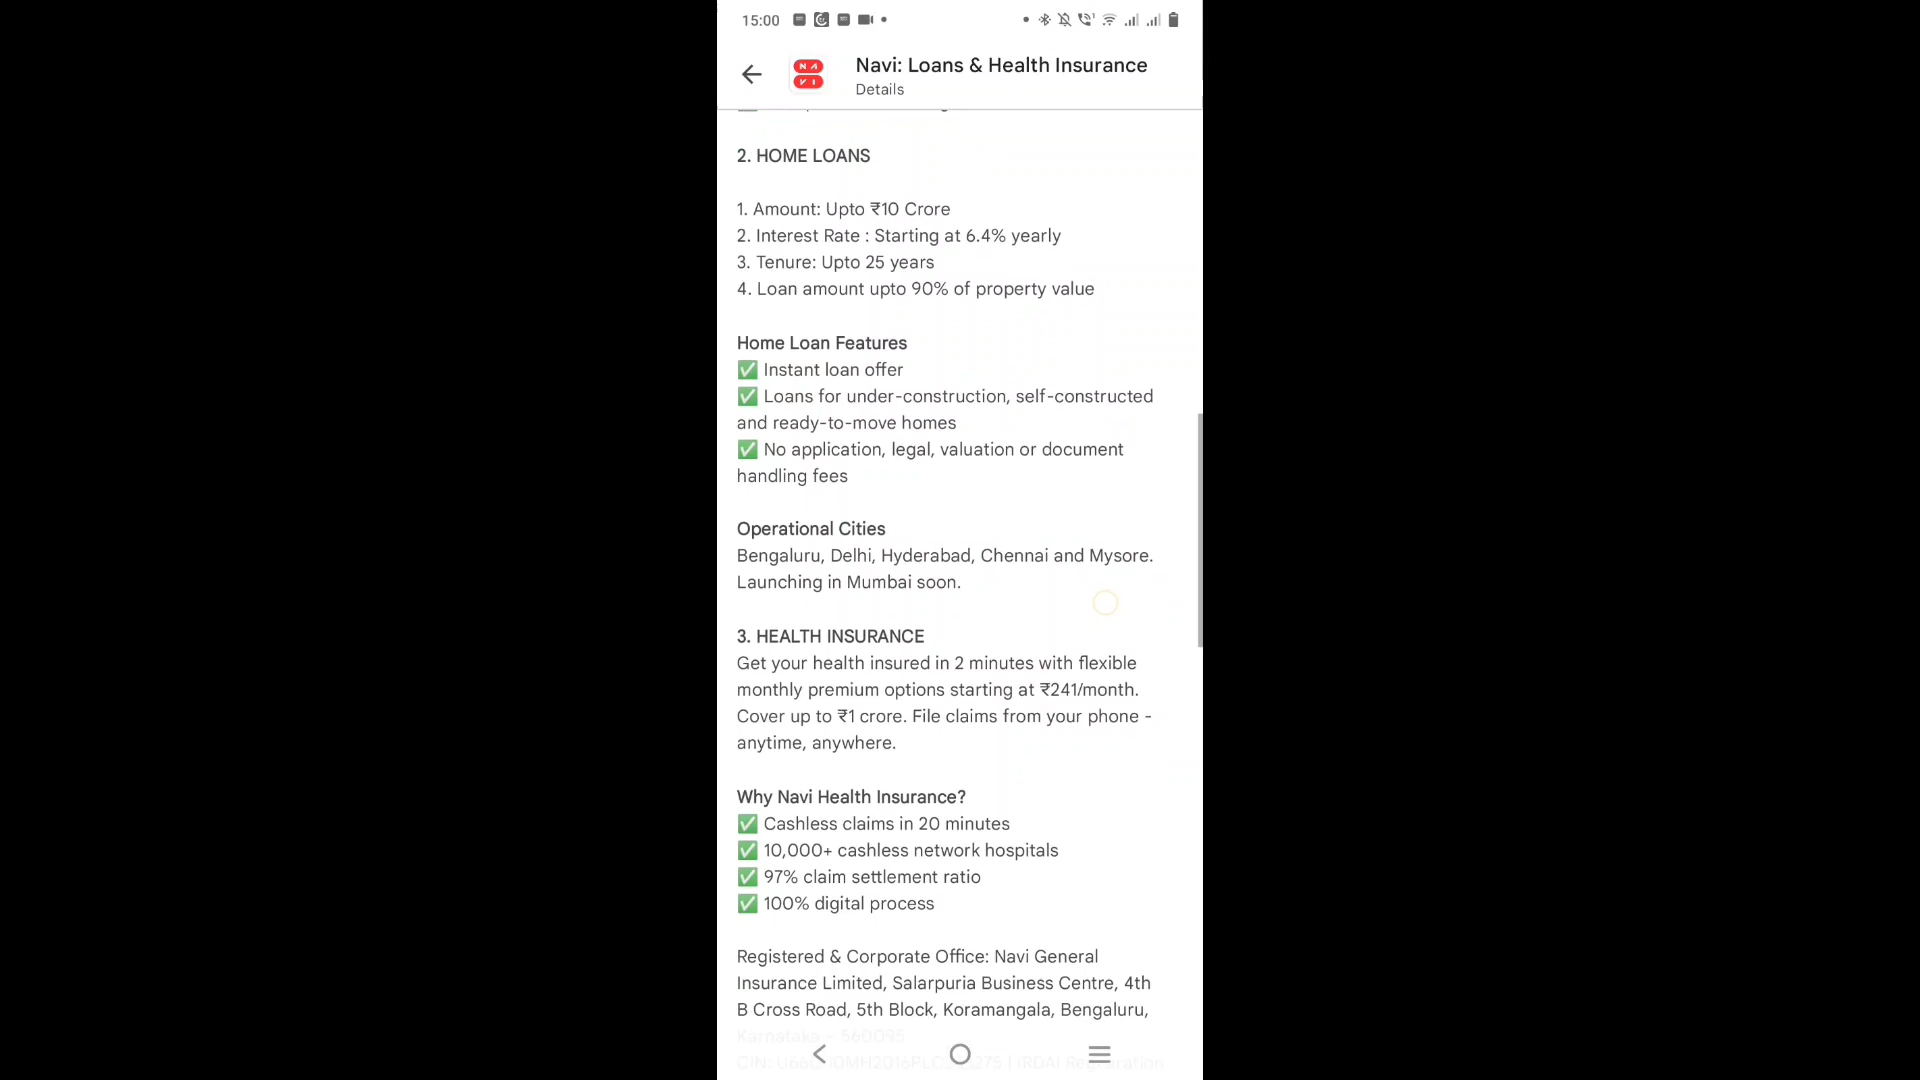 15:00
NAVI
Navi: Loans & Health Insurance
Details
2. HOME LOANS
1. Amount: Upto ₹10 Crore
2. Interest Rate : Starting at 6.4% yearly
3. Tenure: Upto 25 years
4. Loan amount upto 90% of property value
Home Loan Features
✅ Instant loan offer
✅ Loans for under-construction, self-constructed
and ready-to-move homes
✅ No application, legal, valuation or document
handling fees
Operational Cities
Bengaluru, Delhi, Hyderabad, Chennai and Mysore.
Launching in Mumbai soon.
3. HEALTH INSURANCE
Get your health insured in 2 minutes with flexible
monthly premium options starting at ₹241/month.
Cover up to ₹1 crore. File claims from your phone -
anytime, anywhere.
Why Navi Health Insurance?
✅ Cashless claims in 20 minutes
✅ 10,000+ cashless network hospitals
✅ 97% claim settlement ratio
✅ 100% digital process
Registered & Corporate Office: Navi General
Insurance Limited, Salarpuria Business Centre, 4th
B Cross Road, 5th Block, Koramangala, Bengaluru,
Karnataka - 560095
CIN: | IRDAI Registration